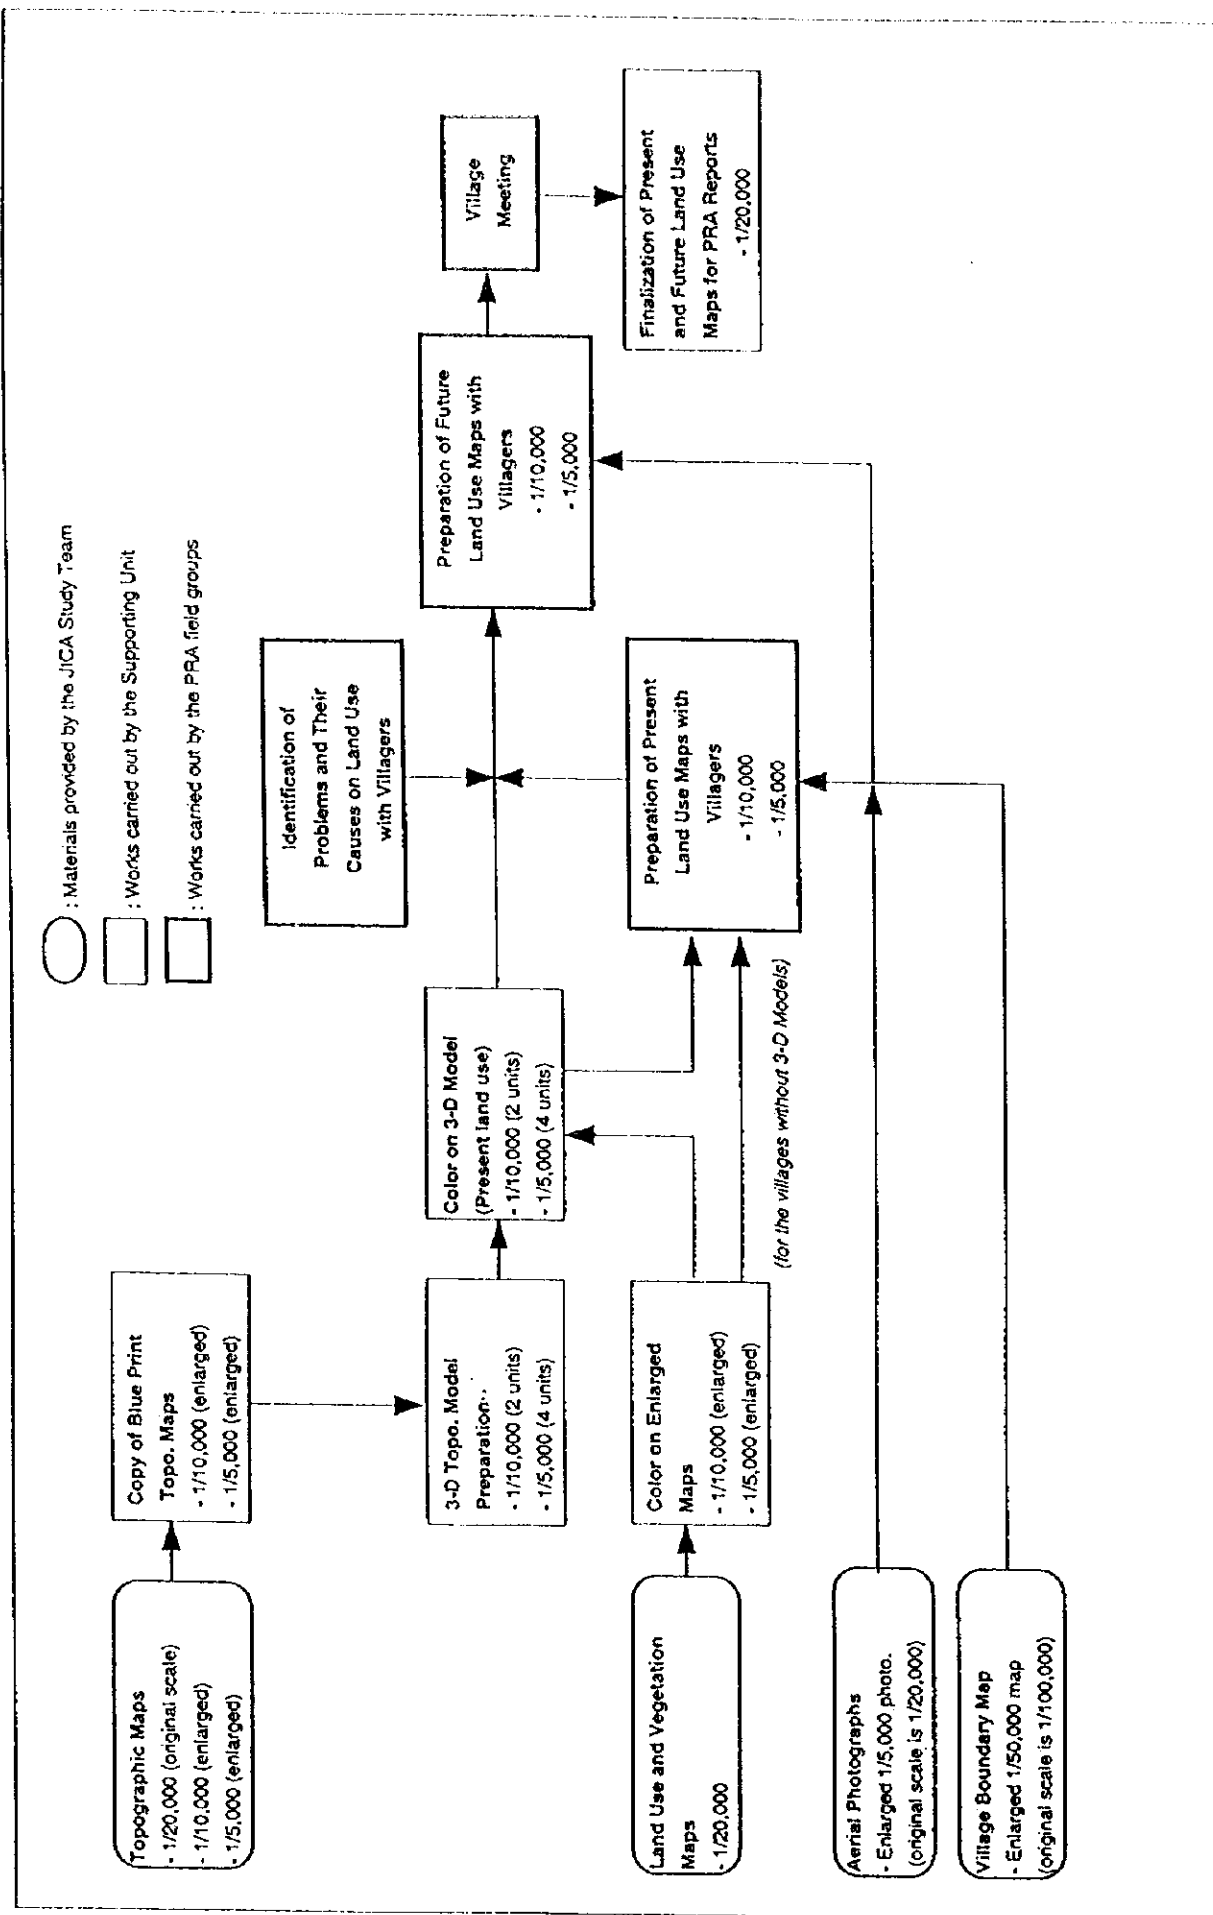 : Materials provided by the JICA Study Team
: Works carried out by the Supporting Unit
: Works carried out by the PRA field groups
Topographic Maps
- 1/20,000 (original scale)
- 1/10,000 (enlarged)
- 1/5,000 (enlarged)
Copy of Blue Print
Topo. Maps
- 1/10,000 (enlarged)
- 1/5,000 (enlarged)
3-D Topo. Model
Preparation..
- 1/10,000 (2 units)
- 1/5,000 (4 units)
Color on 3-D Model
(Present land use)
- 1/10,000 (2 units)
- 1/5,000 (4 units)
Identification of
Problems and Their
Causes on Land Use
with Villagers
Preparation of Future
Land Use Maps with
Villagers
- 1/10,000
- 1/5,000
Village
Meeting
Finalization of Present
and Future Land Use
Maps for PRA Reports
- 1/20,000
Land Use and Vegetation
Maps
- 1/20,000
Color on Enlarged
Maps
- 1/10,000 (enlarged)
- 1/5,000 (enlarged)
(for the villages without 3-D Models)
Preparation of Present
Land Use Maps with
Villagers
- 1/10,000
- 1/5,000
Aerial Photographs
- Enlarged 1/5,000 photo.
(original scale is 1/20,000)
Village Boundary Map
- Enlarged 1/50,000 map
(original scale is 1/100,000)